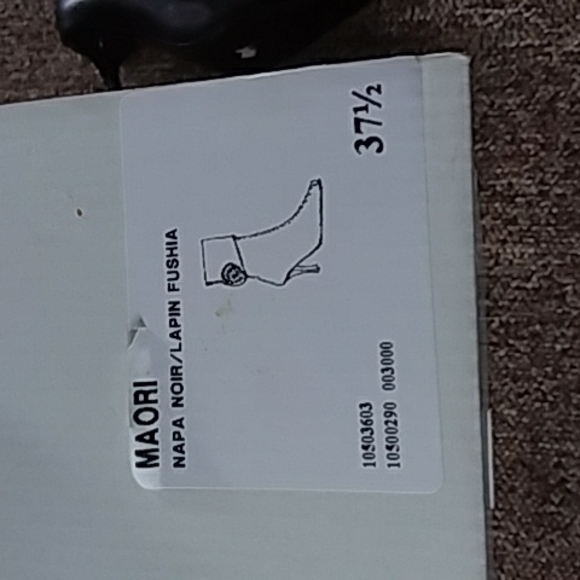 MAORI
NAPA NOIR/LAPIN FUSHIA
37½
10503603
10500290 003000